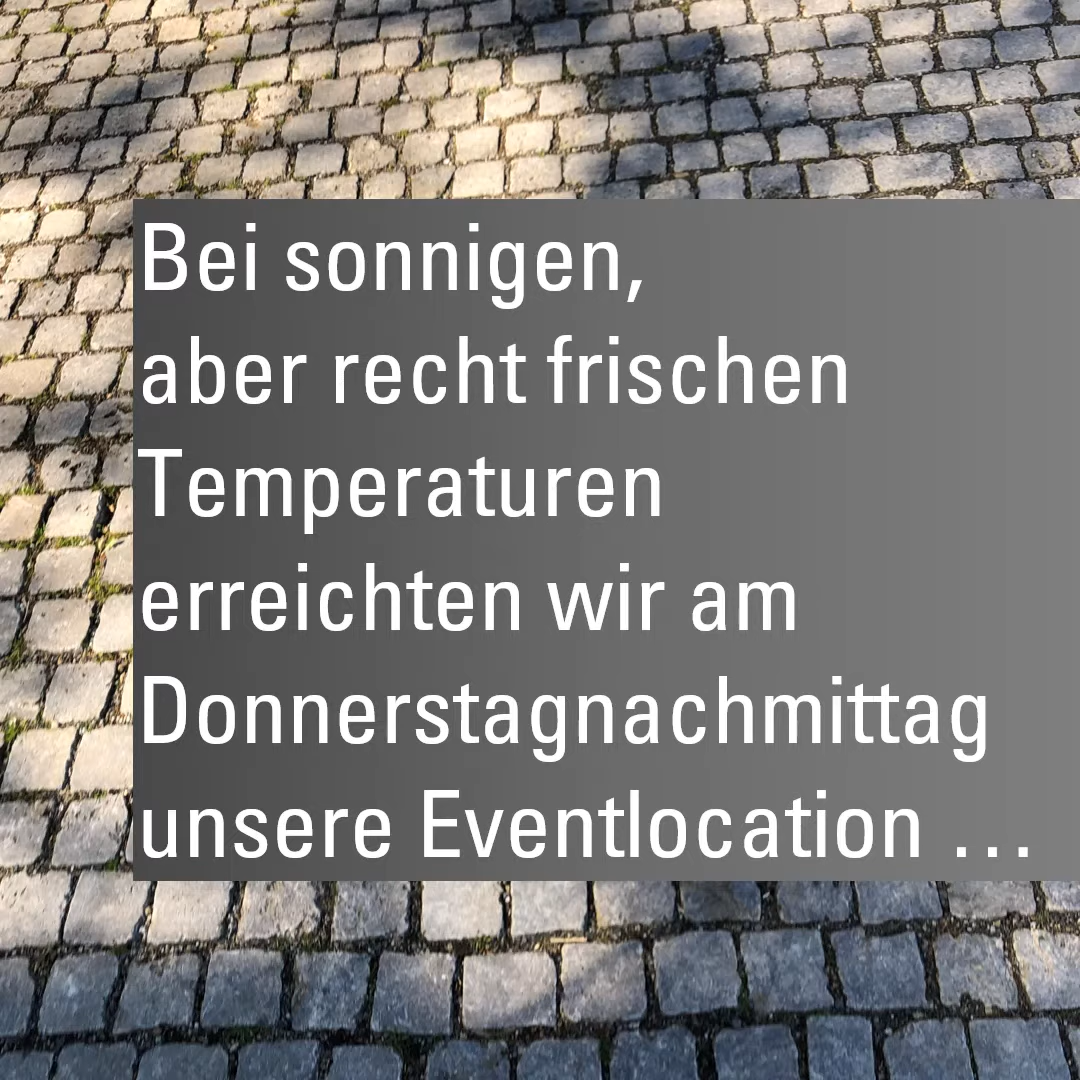 Bei sonnigen,
aber recht frischen
Temperaturen
erreichten wir am
Donnerstagnachmittag
unsere Eventlocation …